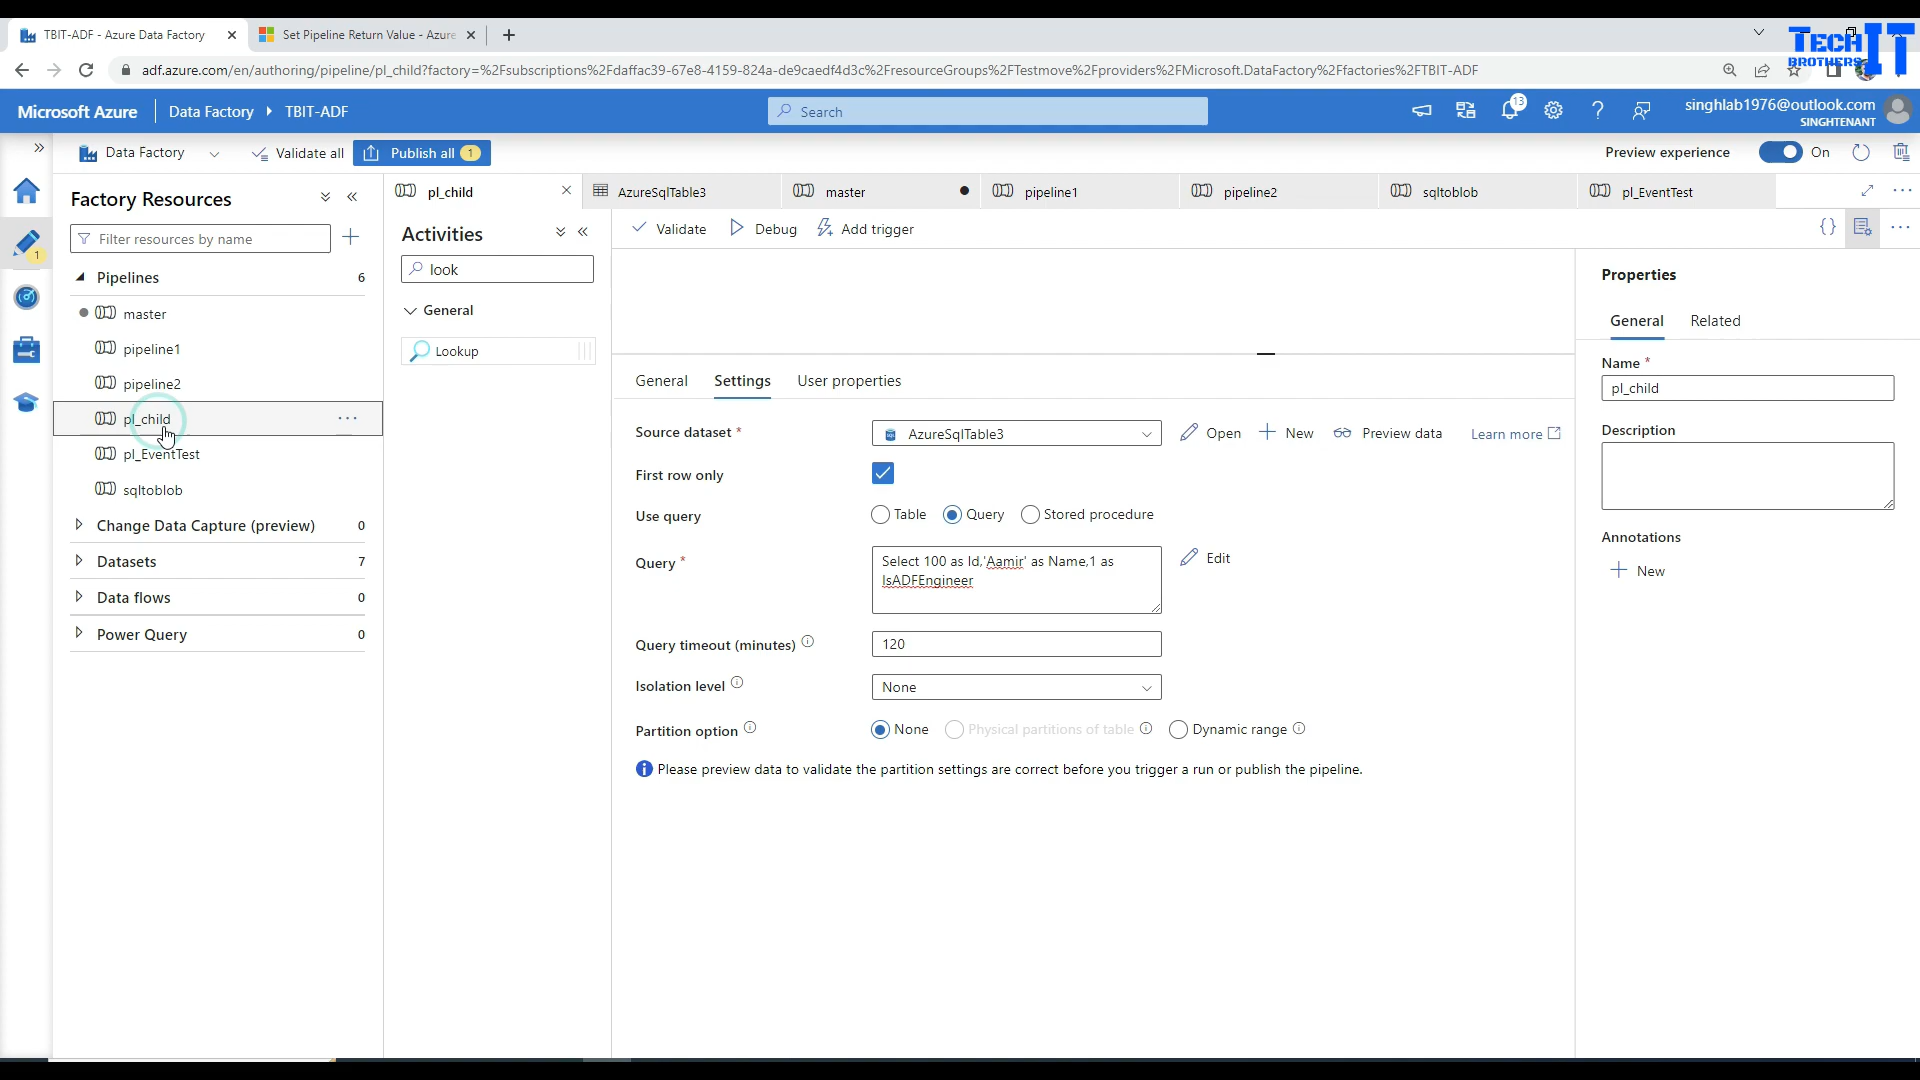 TBIT-ADF - Azure Data Factory
Set Pipeline Return Value - Azure
TECH IT
BROTHERS
adf.azure.com/en/authoring/pipeline/pl_child?factory=%2Fsubscriptions%2Fdaffac39-67e8-4159-824a-de9caedf4d3c%2FresourceGroups%2FTestmove%2Fproviders%2FMicrosoft.DataFactory%2Ffactories%2FTBIT-ADF
Microsoft Azure
Data Factory
TBIT-ADF
Search
13
singhlab1976@outlook.com
SINGHTENANT
Data Factory
Validate all
Publish all 1
Preview experience
On
Factory Resources
Filter resources by name
1
Pipelines 6
master
pipeline1
pipeline2
pl_child
pl_EventTest
sqltoblob
Change Data Capture (preview) 0
Datasets 7
Data flows 0
Power Query 0
pl_child
AzureSqlTable3
master
pipeline1
pipeline2
sqltoblob
pl_EventTest
Activities
look
General
Lookup
Validate
Debug
Add trigger
General
Settings
User properties
Source dataset *
AzureSqlTable3
Open
New
Preview data
Learn more
First row only
Use query
Table
Query
Stored procedure
Query *
Select 100 as Id,'Aamir' as Name,1 as
IsADFEngineer
Edit
Query timeout (minutes)
120
Isolation level
None
Partition option
None
Physical partitions of table
Dynamic range
Please preview data to validate the partition settings are correct before you trigger a run or publish the pipeline.
Properties
General
Related
Name *
pl_child
Description
Annotations
New